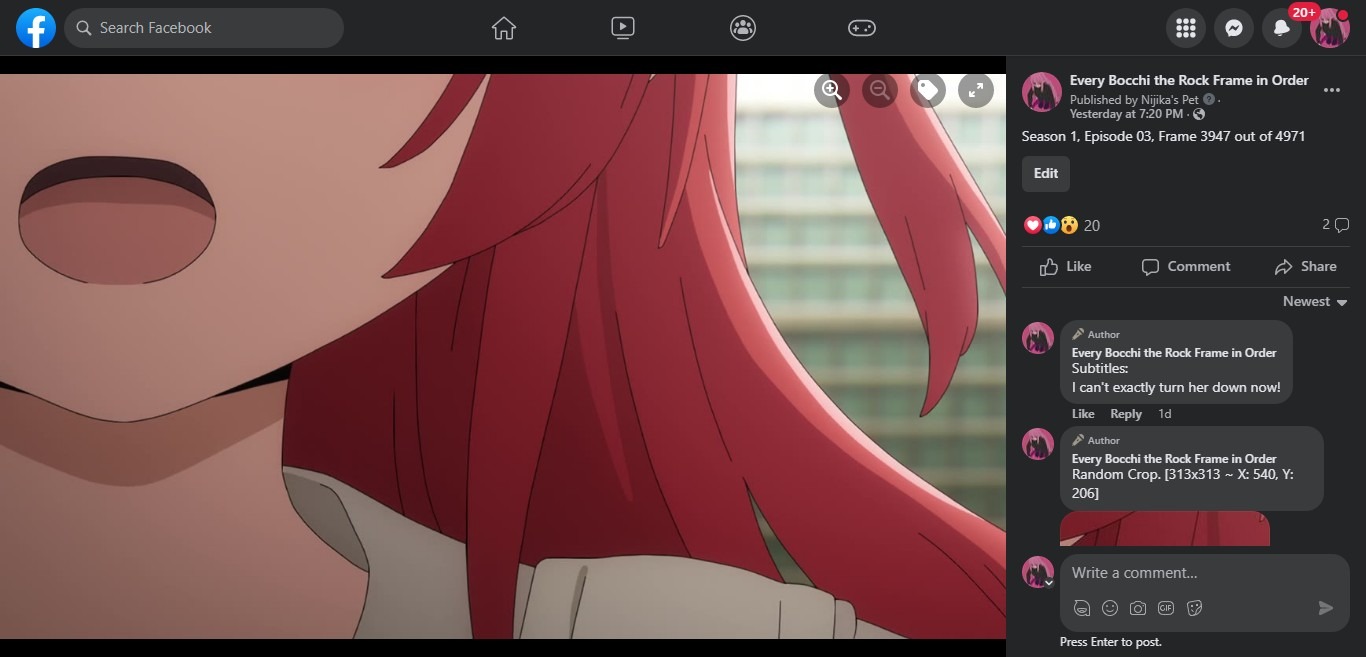 Search Facebook
20+
Every Bocchi the Rock Frame in Order
Published by Nijika's Pet ·
Yesterday at 7:20 PM ·
Season 1, Episode 03, Frame 3947 out of 4971
Edit
20
2
Like
Comment
Share
Newest
Author
Every Bocchi the Rock Frame in Order
Subtitles:
I can't exactly turn her down now!
Like Reply 1d
Author
Every Bocchi the Rock Frame in Order
Random Crop. [313x313 ~ X: 540, Y:
206]
Write a comment...
GIF
Press Enter to post.